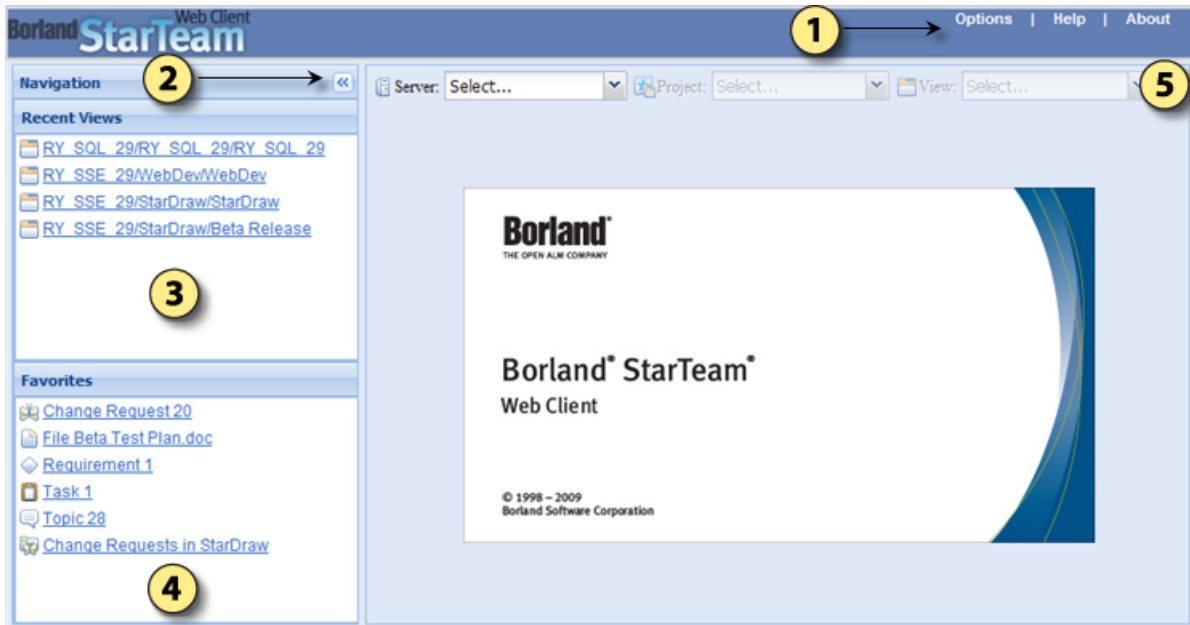 Borland StarTeam Web Client
1
Options | Help | About
Navigation
2
Recent Views
RY_SQL_29/RY_SQL_29/RY_SQL_29
RY_SSE_29/WebDev/WebDev
RY_SSE_29/StarDraw/StarDraw
RY_SSE_29/StarDraw/Beta Release
3
Favorites
Change Request 20
File Beta Test Plan.doc
Requirement 1
Task 1
Topic 28
Change Requests in StarDraw
4
Server: Select... Project: Select... View: Select...
5
Borland®
THE OPEN ALM COMPANY
Borland® StarTeam®
Web Client
© 1998 – 2009
Borland Software Corporation